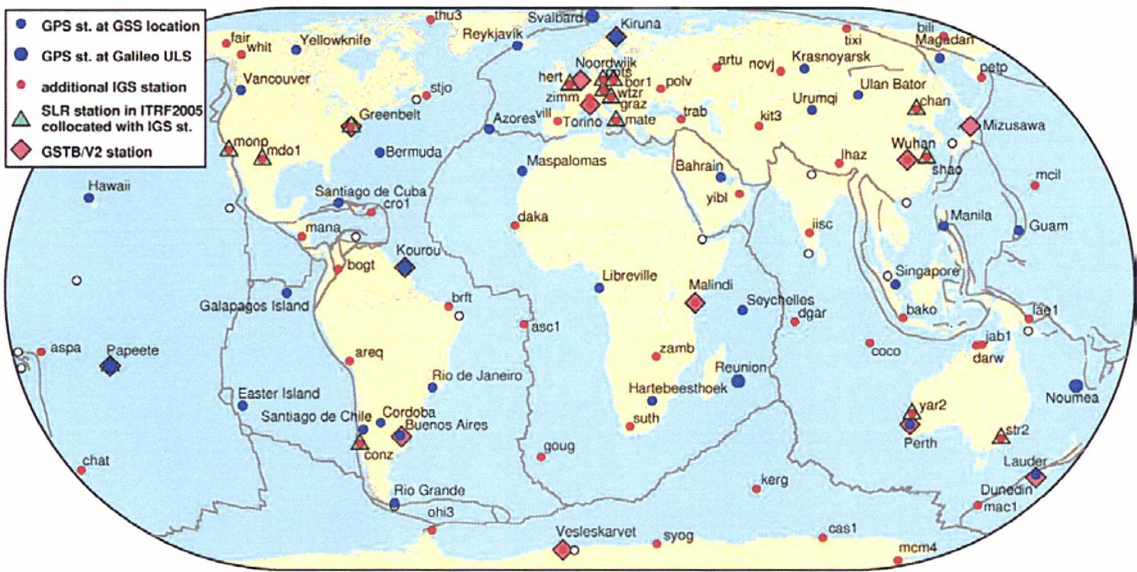 GPS st. at GSS location
GPS st. at Galileo ULS
additional IGS station
SLR station in ITRF2005
collocated with IGS st.
GSTB/V2 station
thu3
Svalbard
Kiruna
Reykjavík
tixi
bili
Magadan
fair
whit
Yellowknife
Vancouver
stjo
Greenbelt
monp
mdo1
Bermuda
Azores
Noordwijk
hert
pots
bor1
polv
zimm
wtzr
graz
vill
Torino
mate
trab
artu
novj
Krasnoyarsk
petp
Ulan Bator
Urumqi
chan
kit3
Mizusawa
Wuhan
shao
lhaz
Maspalomas
Bahrain
yibl
Hawaii
Santiago de Cuba
cro1
mana
daka
iisc
mcil
Manila
Guam
Kourou
bogt
Libreville
Malindi
Singapore
Galapagos Island
brft
asc1
Seychelles
dgar
bako
lae1
aspa
Papeete
areq
zamb
coco
jab1
darw
Rio de Janeiro
Reunion
Hartebeesthoek
Noumea
Easter Island
Santiago de Chile
Cordoba
Buenos Aires
suth
yar2
Perth
str2
conz
chat
goug
Lauder
Dunedin
Rio Grande
kerg
mac1
ohi3
Vesleskarvet
syog
cas1
mcm4